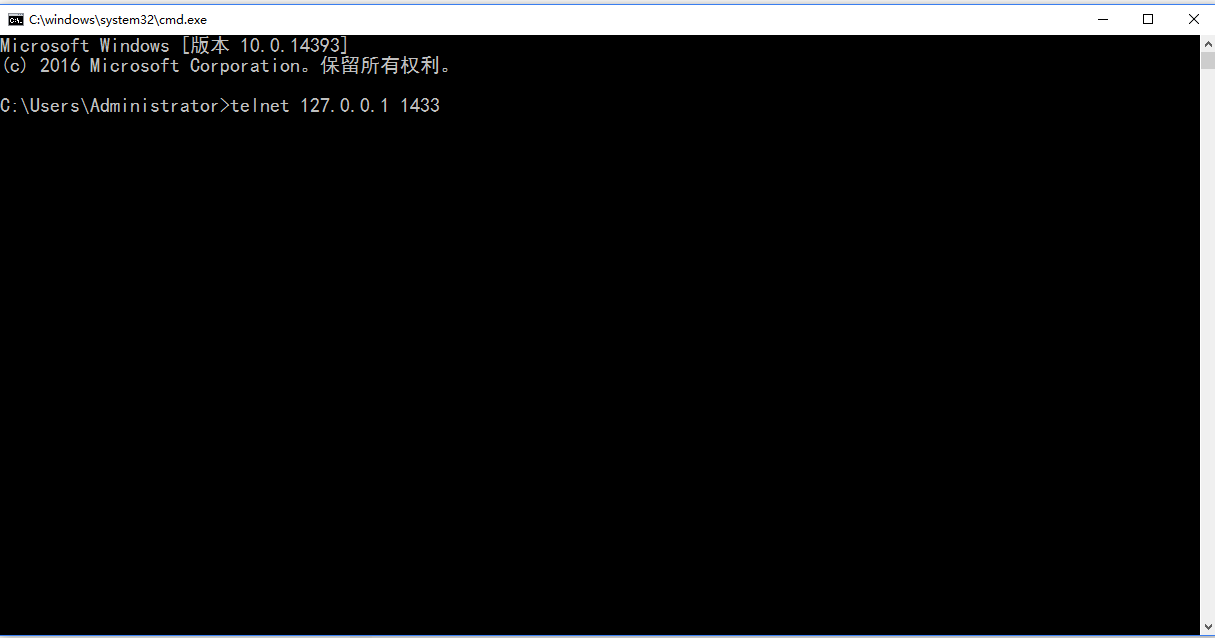 C:\windows\system32\cmd.exe
Microsoft Windows [版本 10.0.14393]
(c) 2016 Microsoft Corporation。保留所有权利。
C:\Users\Administrator>telnet 127.0.0.1 1433